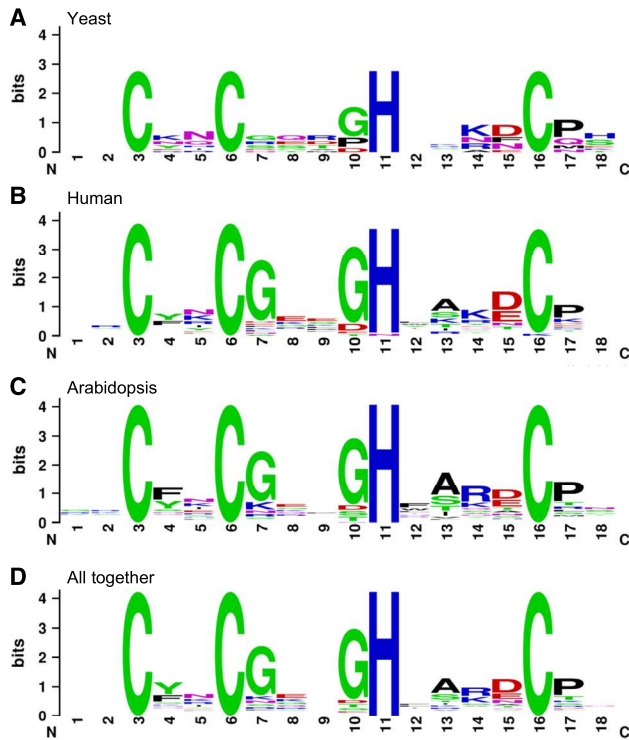 A Yeast
4
3
2
1
0
bits
C K N C G Q R G P D H K N D C P Q M H S
N 1 2 3 4 5 6 7 8 9 10 11 12 13 14 15 16 17 18 C
B Human
4
3
2
1
0
bits
C Y F N K C G E G D H A S K D E C P
N 1 2 3 4 5 6 7 8 9 10 11 12 13 14 15 16 17 18 C
C Arabidopsis
4
3
2
1
0
bits
C F Y N C G K E G D H A S R D E C P
N 1 2 3 4 5 6 7 8 9 10 11 12 13 14 15 16 17 18 C
D All together
4
3
2
1
0
bits
C Y F N C G K E G H A S R K D E C P
N 1 2 3 4 5 6 7 8 9 10 11 12 13 14 15 16 17 18 C